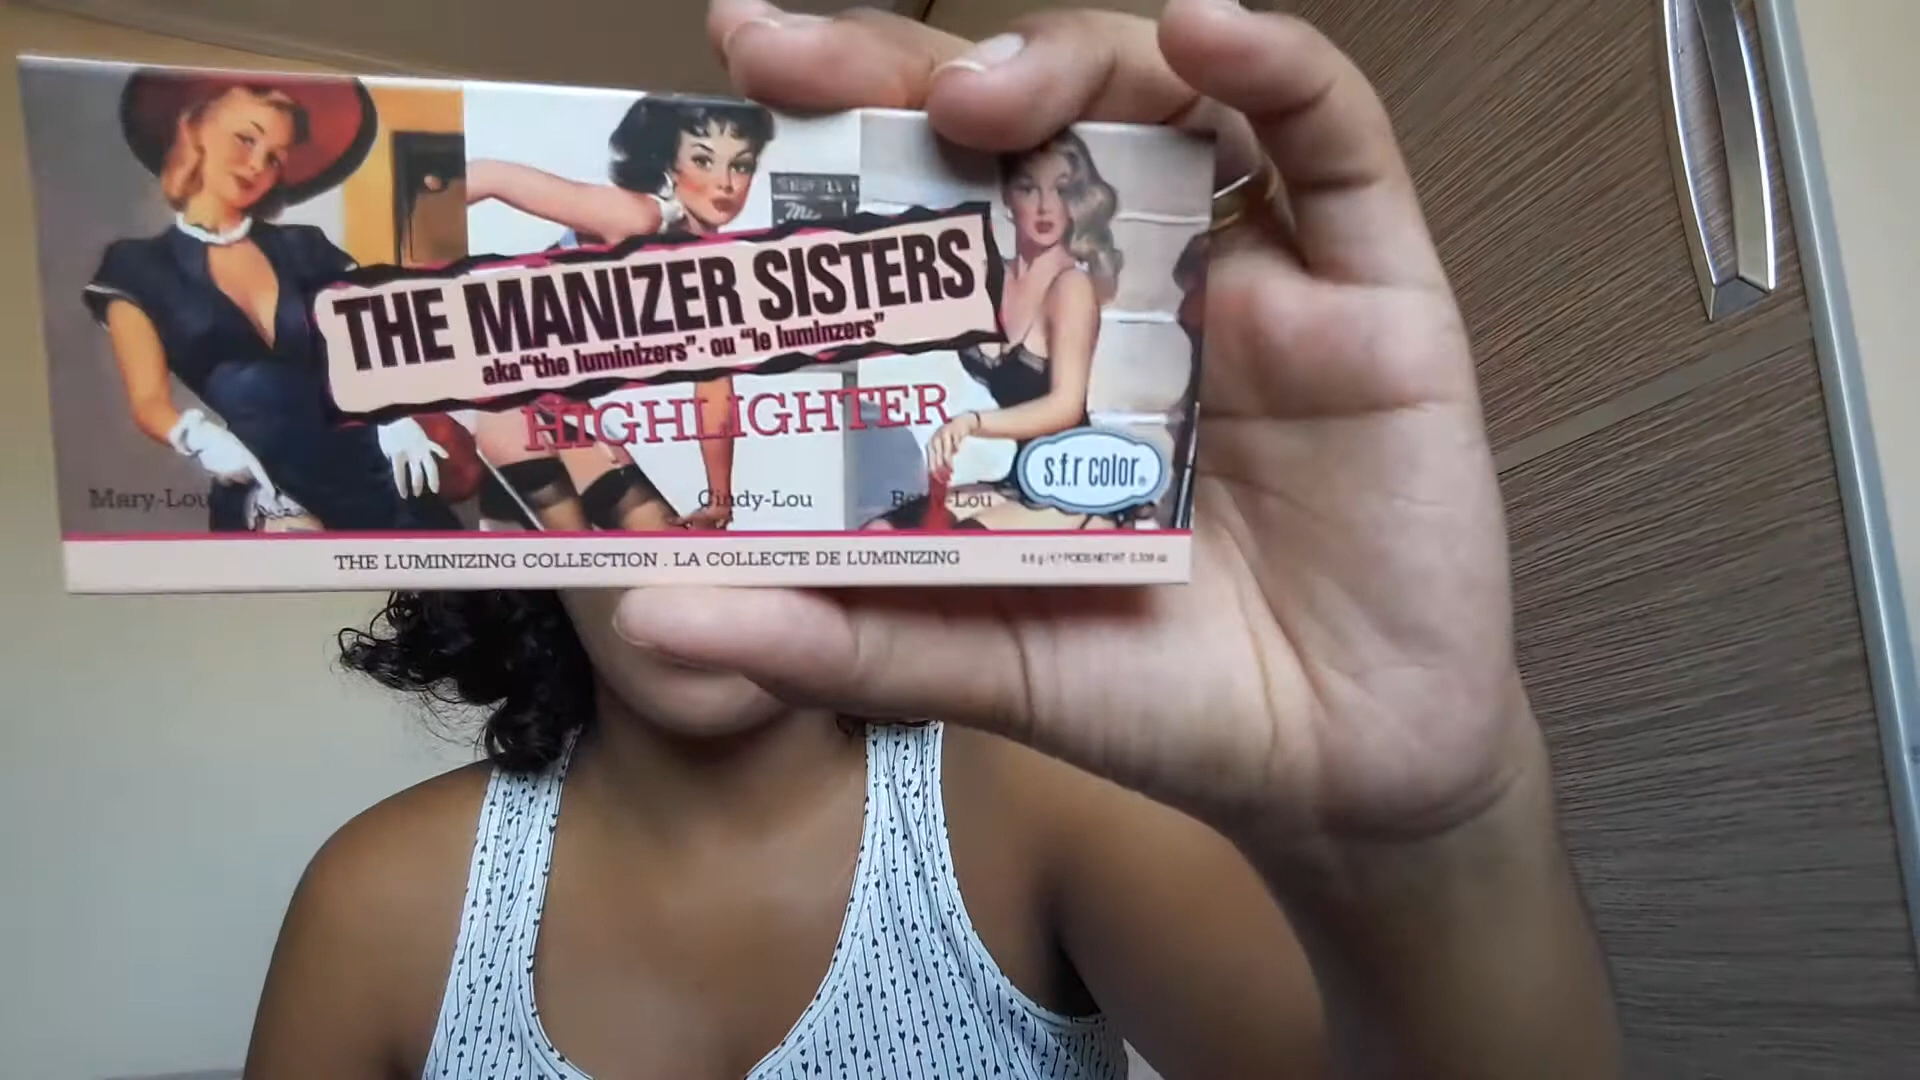 THE MANIZER SISTERS
aka "the luminizers" - ou "le luminzers"
HIGHLIGHTER
s.f.r color
Mary-Lou
Cindy-Lou
-Lou
THE LUMINIZING COLLECTION . LA COLLECTE DE LUMINIZING